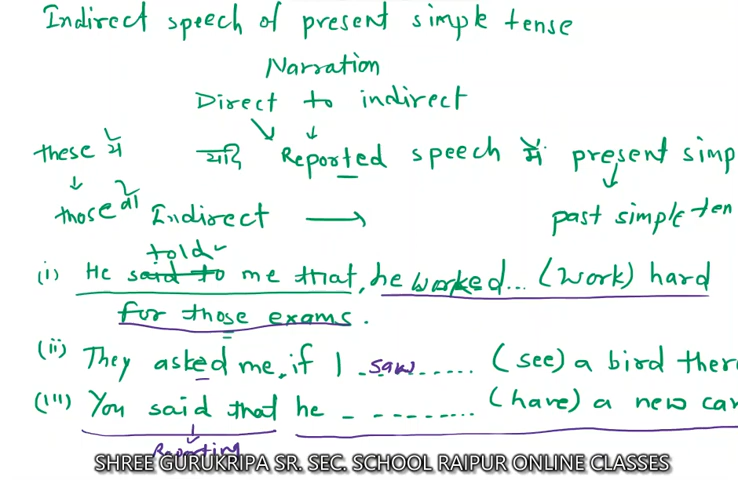 Indirect speech of present simple tense
Narration
Direct to indirect
these में यदि Reported speech में present simp
those था Indirect → past simple ten
told
(i) He said to me that, he worked... (work) hard
for those exams.
(ii) They asked me, if I .saw...... (see) a bird there
(iii) You said that he .......... (have) a new car
Reporting
SHREE GURUKRIPA SR. SEC. SCHOOL RAIPUR ONLINE CLASSES